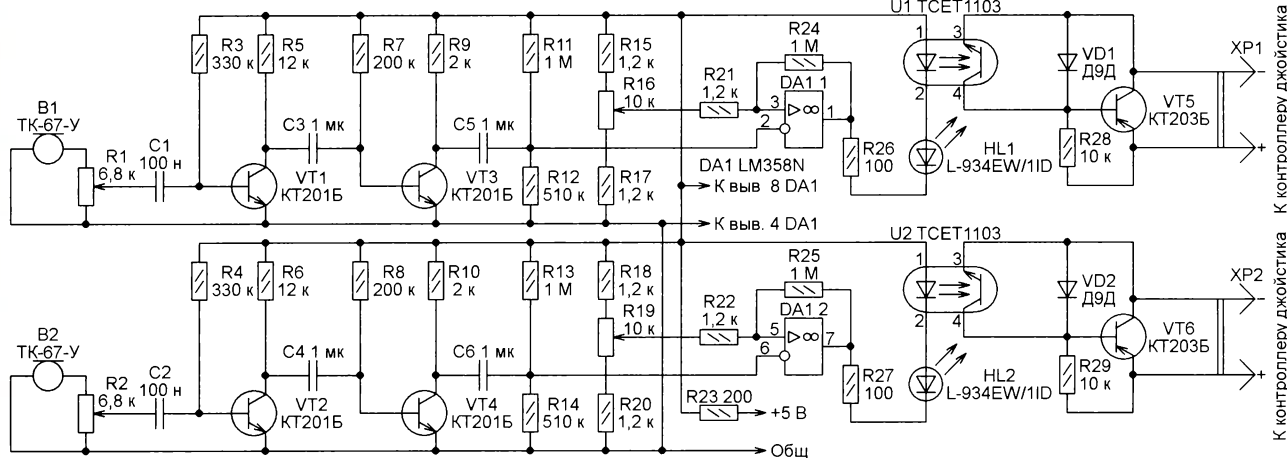 U1 TCET1103
R3
330 к
R5
12 к
R7
200 к
R9
2 к
R11
1 М
R15
1,2 к
R16
10 к
R24
1 М
R21
1,2 к
DA1 1
▷∞
3
2
1
1
2
3
4
VD1
Д9Д
XP1
–
+
К контроллеру джойстика
VT5
КТ203Б
B1
ТК-67-У
R1
6,8 к
C1
100 н
C3 1 мк
C5 1 мк
VT1
КТ201Б
VT3
КТ201Б
R12
510 к
R17
1,2 к
DA1 LM358N
К выв 8 DA1
К выв. 4 DA1
R26
100
HL1
L-934EW/1ID
R28
10 к
U2 TCET1103
R4
330 к
R6
12 к
R8
200 к
R10
2 к
R13
1 М
R18
1,2 к
R19
10 к
R25
1 М
R22
1,2 к
DA1 2
▷∞
5
6
7
1
2
3
4
VD2
Д9Д
XP2
–
+
К контроллеру джойстика
VT6
КТ203Б
B2
ТК-67-У
R2
6,8 к
C2
100 н
C4 1 мк
C6 1 мк
VT2
КТ201Б
VT4
КТ201Б
R14
510 к
R20
1,2 к
R23 200
+5 В
R27
100
HL2
L-934EW/1ID
R29
10 к
Общ